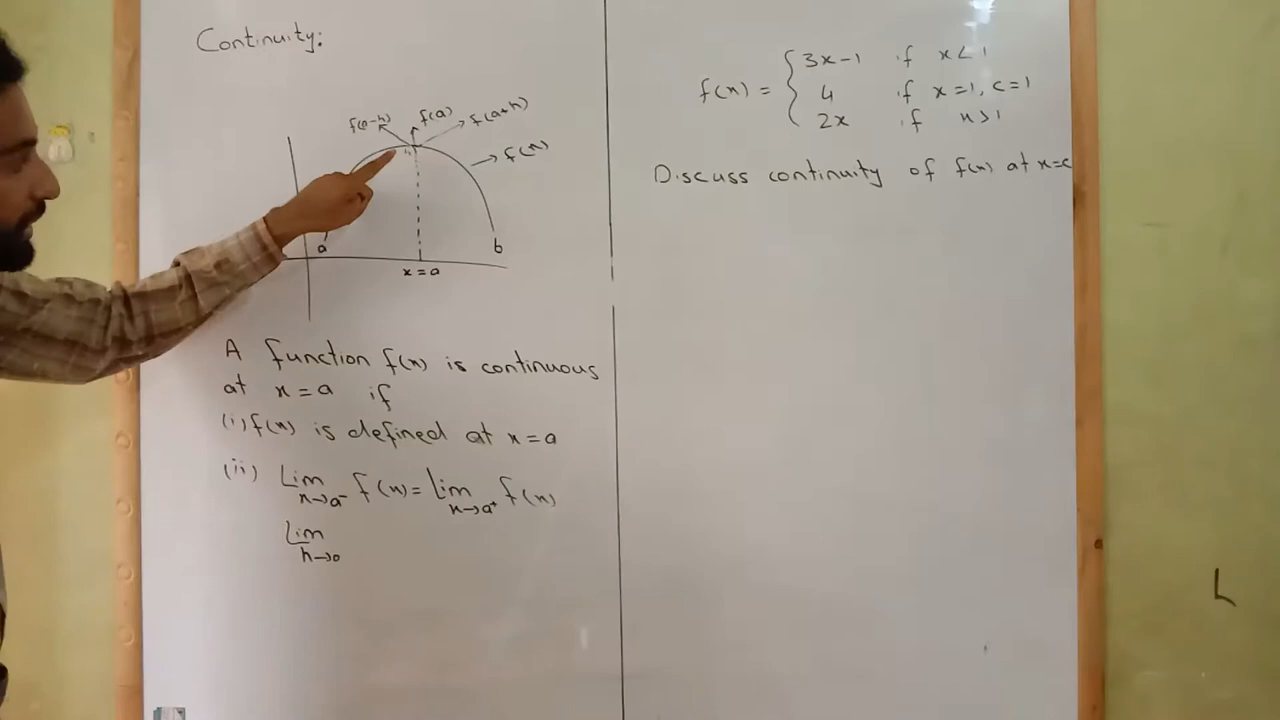 Continuity:
f(a-h) f(a) f(a+h)
f(x)
h
a b
x = a
A function f(x) is continuous
at x = a if
(i) f(x) is defined at x = a
(ii) Lim x→a⁻ f(x) = Lim x→a⁺ f(x)
Lim h→0
f(x) = { 3x-1 if x < 1
4 if x = 1, c = 1
2x if x > 1
Discuss continuity of f(x) at x=c